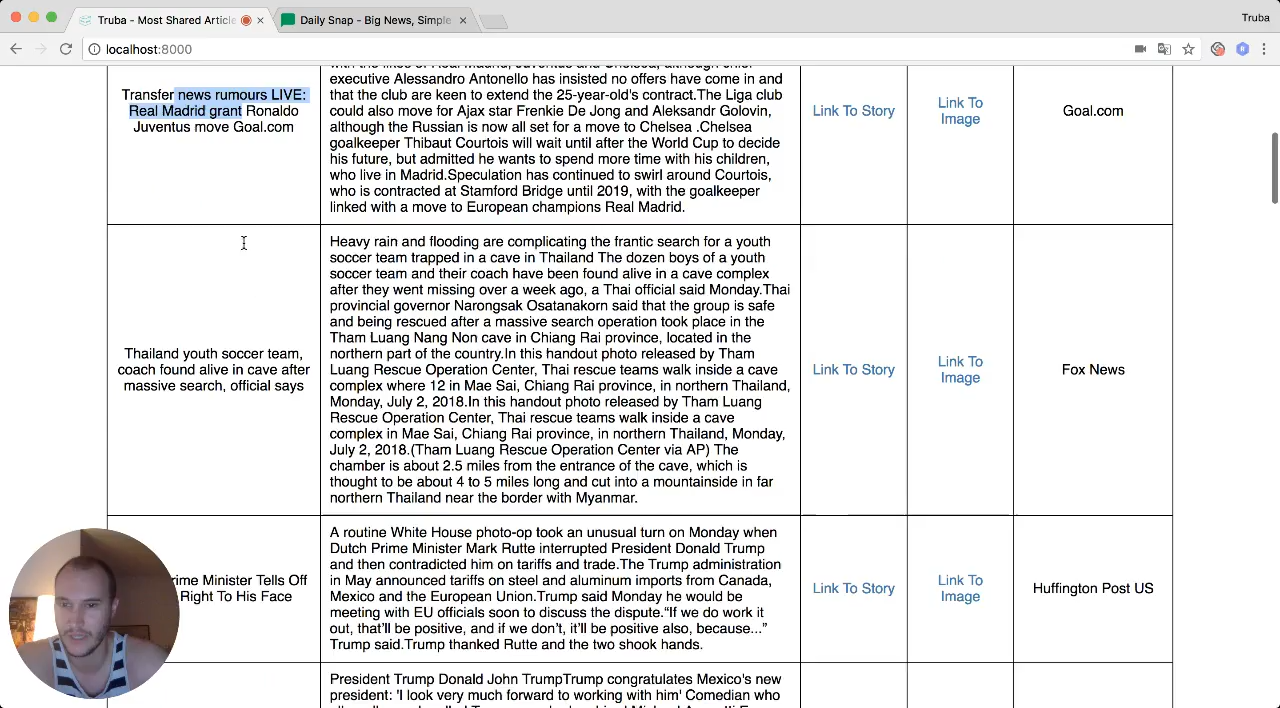 Truba - Most Shared Article
Daily Snap - Big News, Simple
Truba
localhost:8000
Transfer news rumours LIVE:
Real Madrid grant Ronaldo
Juventus move Goal.com
executive Alessandro Antonello has insisted no offers have come in and
that the club are keen to extend the 25-year-old's contract.The Liga club
could also move for Ajax star Frenkie De Jong and Aleksandr Golovin,
although the Russian is now all set for a move to Chelsea .Chelsea
goalkeeper Thibaut Courtois will wait until after the World Cup to decide
his future, but admitted he wants to spend more time with his children,
who live in Madrid.Speculation has continued to swirl around Courtois,
who is contracted at Stamford Bridge until 2019, with the goalkeeper
linked with a move to European champions Real Madrid.
Link To Story
Link To
Image
Goal.com
Thailand youth soccer team,
coach found alive in cave after
massive search, official says
Heavy rain and flooding are complicating the frantic search for a youth
soccer team trapped in a cave in Thailand The dozen boys of a youth
soccer team and their coach have been found alive in a cave complex
after they went missing over a week ago, a Thai official said Monday.Thai
provincial governor Narongsak Osatanakorn said that the group is safe
and being rescued after a massive search operation took place in the
Tham Luang Nang Non cave in Chiang Rai province, located in the
northern part of the country.In this handout photo released by Tham
Luang Rescue Operation Center, Thai rescue teams walk inside a cave
complex where 12 in Mae Sai, Chiang Rai province, in northern Thailand,
Monday, July 2, 2018.In this handout photo released by Tham Luang
Rescue Operation Center, Thai rescue teams walk inside a cave
complex in Mae Sai, Chiang Rai province, in northern Thailand, Monday,
July 2, 2018.(Tham Luang Rescue Operation Center via AP) The
chamber is about 2.5 miles from the entrance of the cave, which is
thought to be about 4 to 5 miles long and cut into a mountainside in far
northern Thailand near the border with Myanmar.
Link To Story
Link To
Image
Fox News
rime Minister Tells Off
Right To His Face
A routine White House photo-op took an unusual turn on Monday when
Dutch Prime Minister Mark Rutte interrupted President Donald Trump
and then contradicted him on tariffs and trade.The Trump administration
in May announced tariffs on steel and aluminum imports from Canada,
Mexico and the European Union.Trump said Monday he would be
meeting with EU officials soon to discuss the dispute.“If we do work it
out, that’ll be positive, and if we don’t, it’ll be positive also, because...”
Trump said.Trump thanked Rutte and the two shook hands.
Link To Story
Link To
Image
Huffington Post US
President Trump Donald John TrumpTrump congratulates Mexico's new
president: 'I look very much forward to working with him' Comedian who